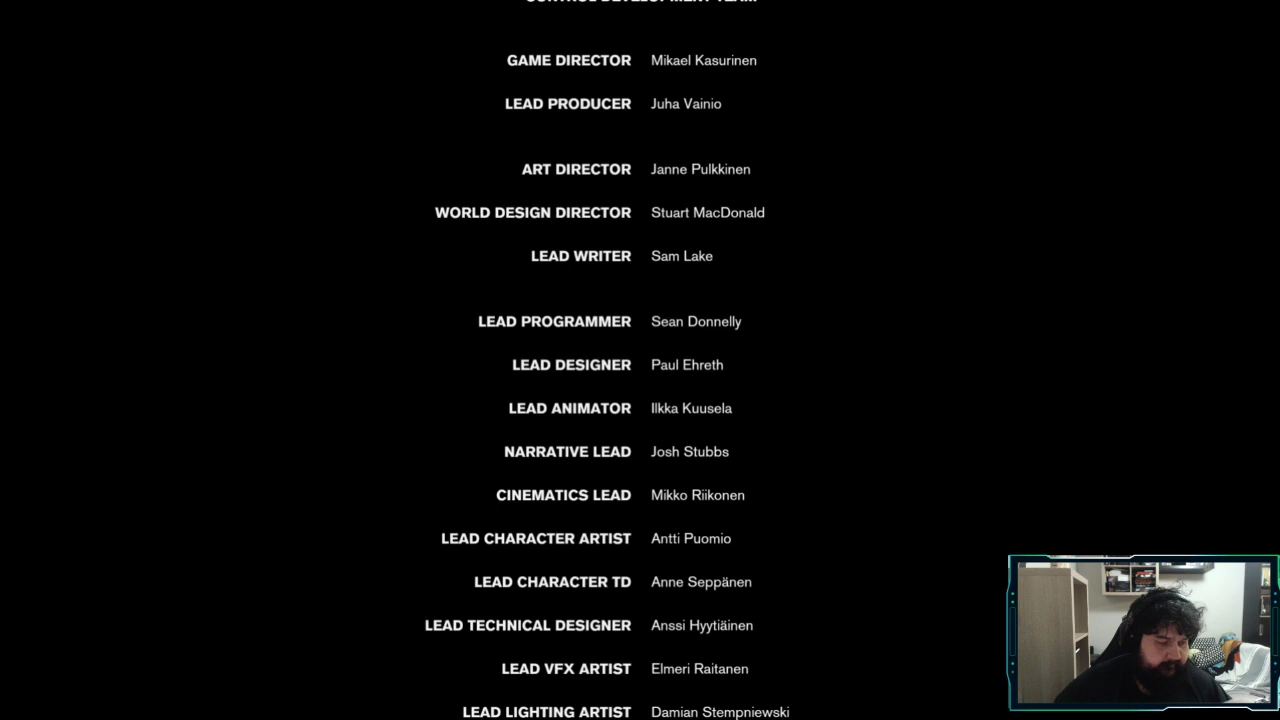 CONTROL DEVELOPMENT TEAM
GAME DIRECTOR Mikael Kasurinen
LEAD PRODUCER Juha Vainio
ART DIRECTOR Janne Pulkkinen
WORLD DESIGN DIRECTOR Stuart MacDonald
LEAD WRITER Sam Lake
LEAD PROGRAMMER Sean Donnelly
LEAD DESIGNER Paul Ehreth
LEAD ANIMATOR Ilkka Kuusela
NARRATIVE LEAD Josh Stubbs
CINEMATICS LEAD Mikko Riikonen
LEAD CHARACTER ARTIST Antti Puomio
LEAD CHARACTER TD Anne Seppänen
LEAD TECHNICAL DESIGNER Anssi Hyytiäinen
LEAD VFX ARTIST Elmeri Raitanen
LEAD LIGHTING ARTIST Damian Stempniewski